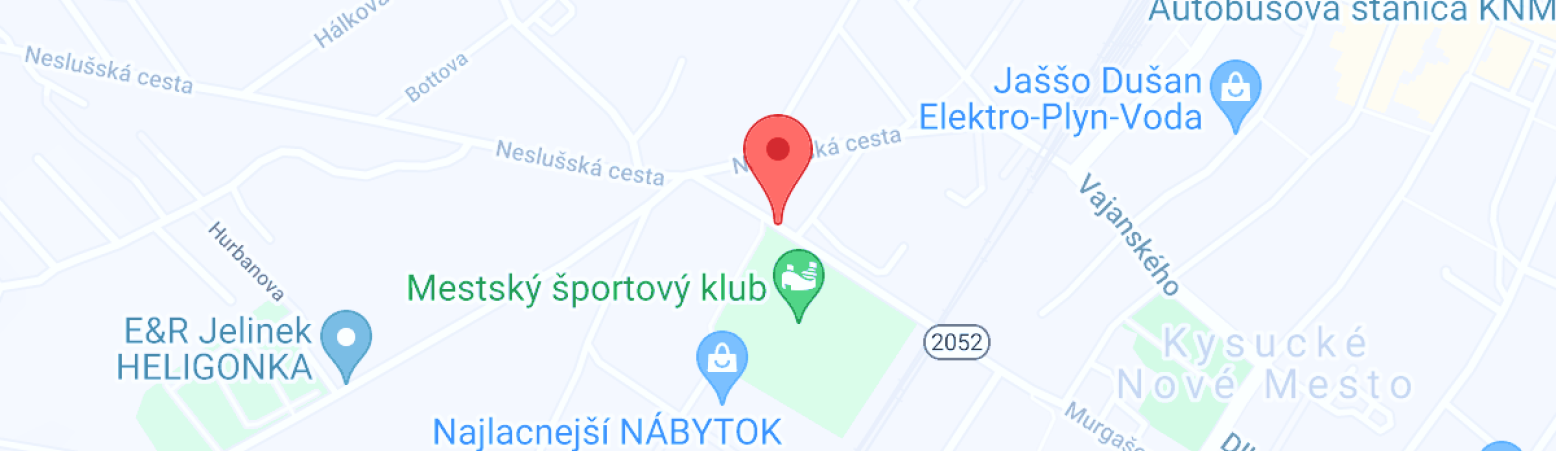 Autobusová stanica KNM
Hálkova
Neslušská cesta
Bottova
Jaššo Dušan
Elektro-Plyn-Voda
Neslušská cesta
ká cesta
Vajanského
Hurbanova
Mestský športový klub
E&R Jelinek
HELIGONKA
2052
Kysucké
Nové Mesto
Najlacnejší NÁBYTOK